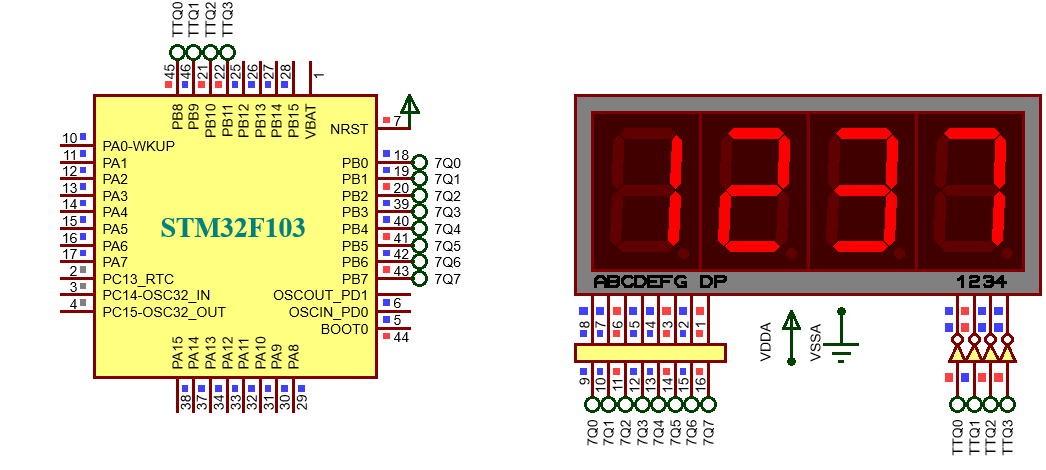 TTQ0 TTQ1 TTQ2 TTQ3
45 46 21 22 25 26 27 28 1
PB8 PB9 PB10 PB11 PB12 PB13 PB14 PB15 VBAT
NRST 7
10 PA0-WKUP
11 PA1
12 PA2
13 PA3
14 PA4
15 PA5
16 PA6
17 PA7
2 PC13_RTC
3 PC14-OSC32_IN
4 PC15-OSC32_OUT
STM32F103
PB0 18 7Q0
PB1 19 7Q1
PB2 20 7Q2
PB3 39 7Q3
PB4 40 7Q4
PB5 41 7Q5
PB6 42 7Q6
PB7 43 7Q7
OSCOUT_PD1 6
OSCIN_PD0 5
BOOT0 44
PA15 PA14 PA13 PA12 PA11 PA10 PA9 PA8
38 37 34 33 32 31 30 29
1237
ABCDEFG DP
1234
8 7 6 5 4 3 2 1
VDDA
VSSA
9 10 11 12 13 14 15 16
7Q0 7Q1 7Q2 7Q3 7Q4 7Q5 7Q6 7Q7
TTQ0 TTQ1 TTQ2 TTQ3